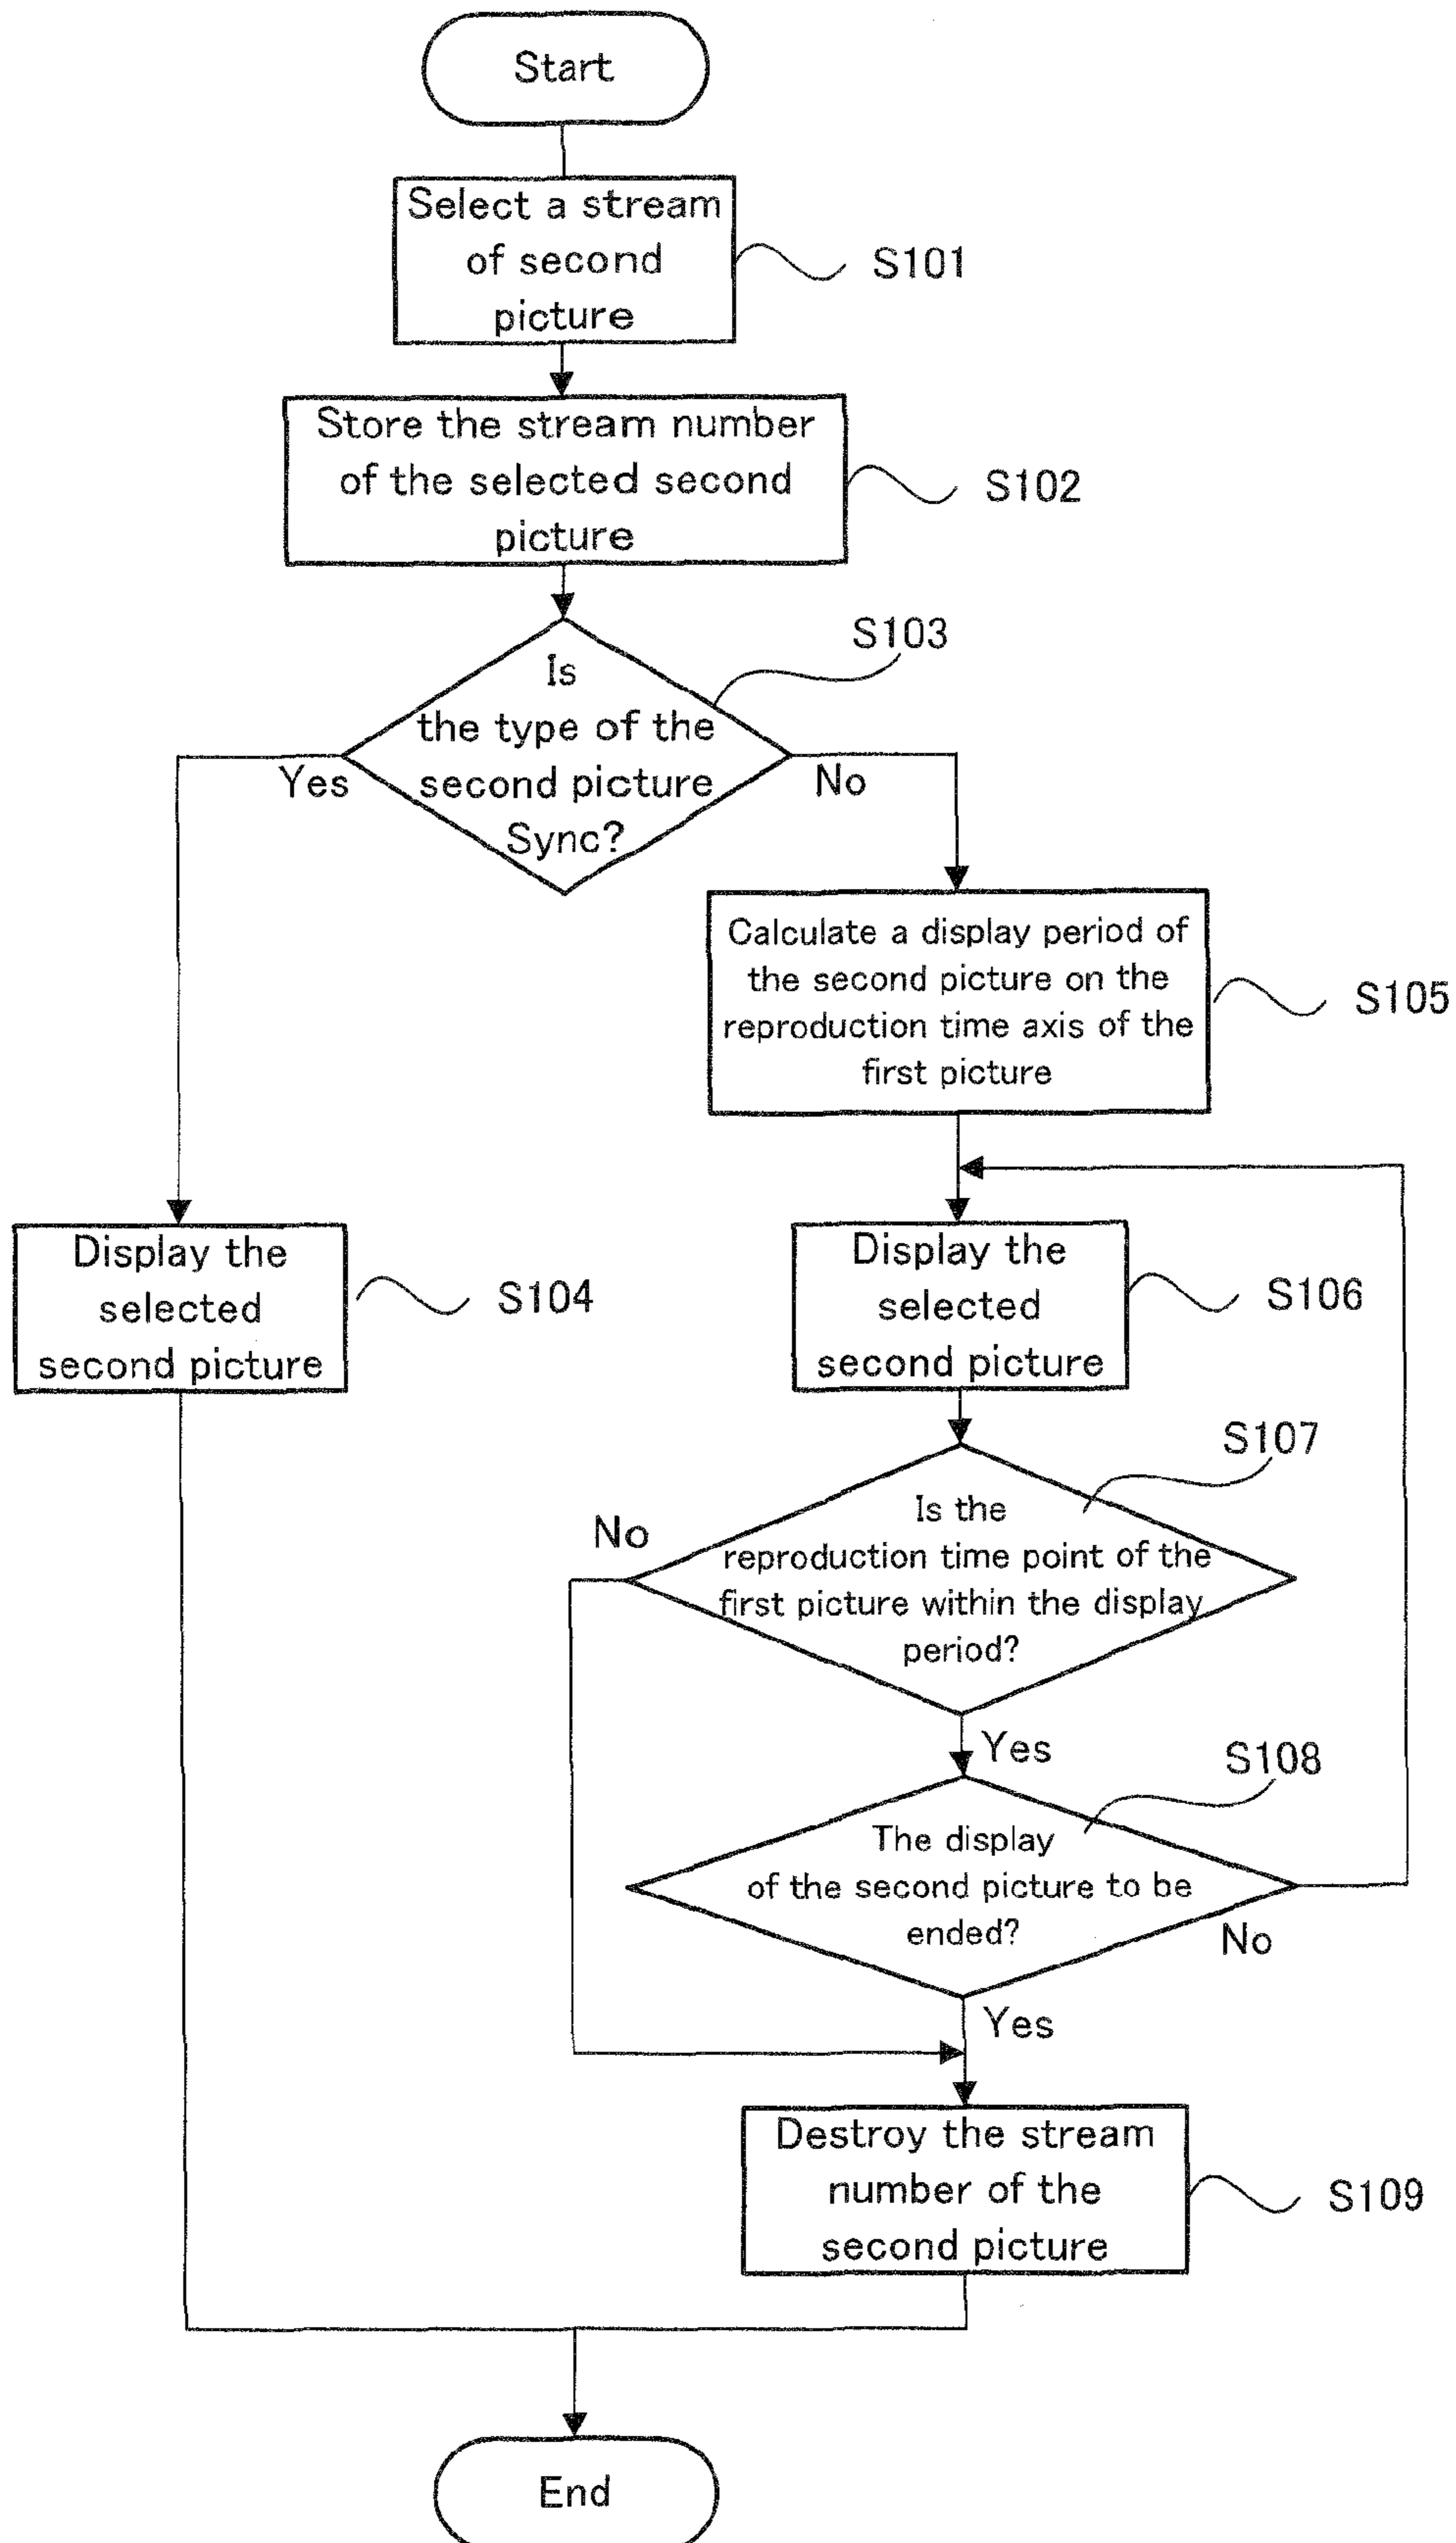 Start
Select a stream
of second
picture
S101
Store the stream number
of the selected second
picture
S102
S103
Is
the type of the
second picture
Sync?
Yes
No
Calculate a display period of
the second picture on the
reproduction time axis of the
first picture
S105
Display the
selected
second picture
S104
Display the
selected
second picture
S106
S107
No
Is the
reproduction time point of the
first picture within the display
period?
Yes
S108
The display
of the second picture to be
ended?
No
Yes
Destroy the stream
number of the
second picture
S109
End